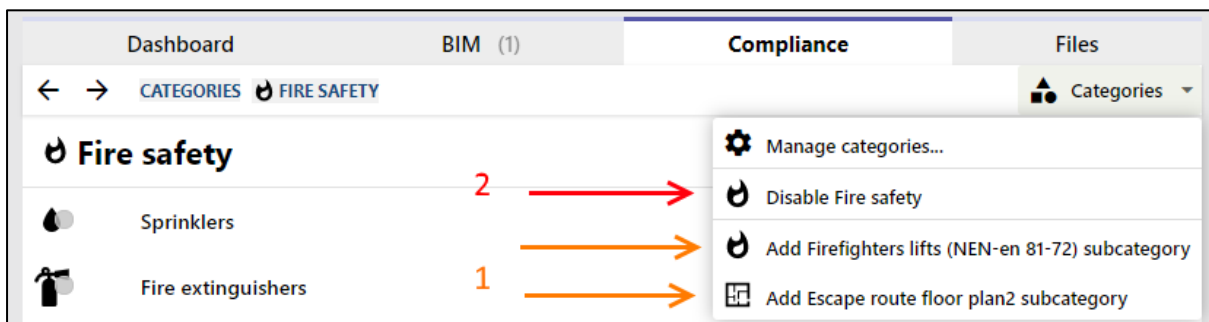 Dashboard BIM (1) Compliance Files
CATEGORIES FIRE SAFETY Categories
Fire safety
Manage categories...
2
Disable Fire safety
Sprinklers
Add Firefighters lifts (NEN-en 81-72) subcategory
1
Fire extinguishers
Add Escape route floor plan2 subcategory